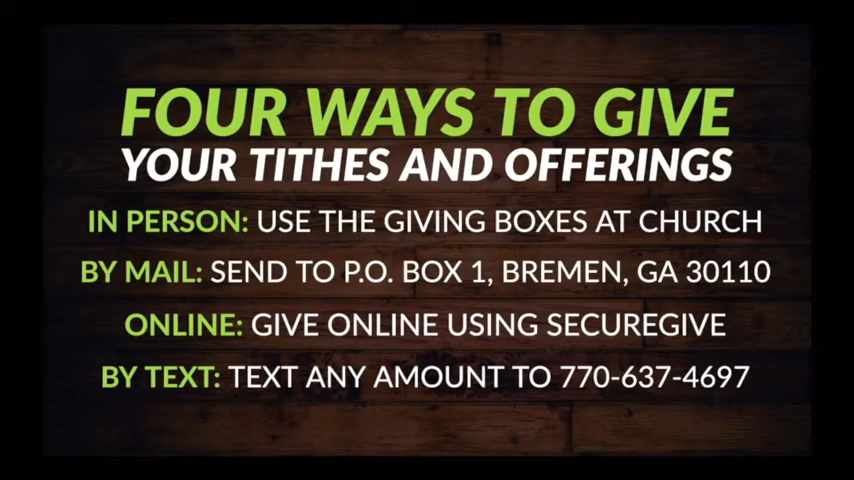 FOUR WAYS TO GIVE
YOUR TITHES AND OFFERINGS
IN PERSON: USE THE GIVING BOXES AT CHURCH
BY MAIL: SEND TO P.O. BOX 1, BREMEN, GA 30110
ONLINE: GIVE ONLINE USING SECUREGIVE
BY TEXT: TEXT ANY AMOUNT TO 770-637-4697